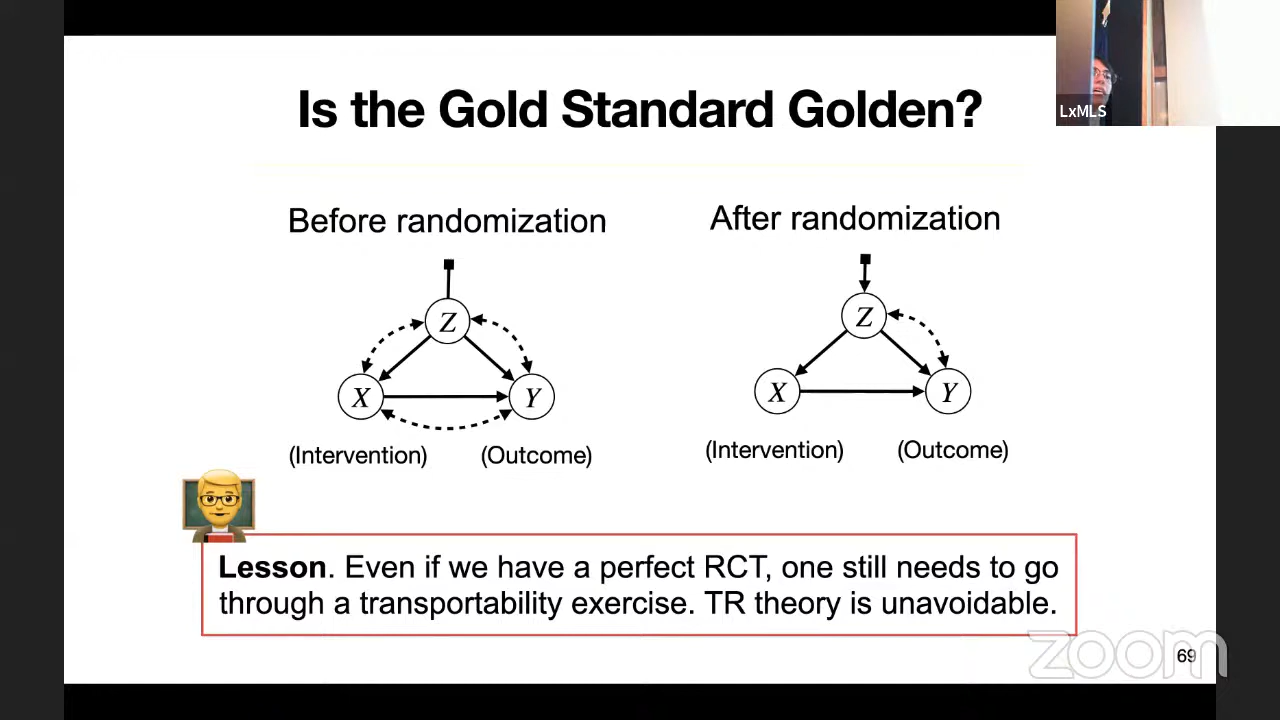 Is the Gold Standard Golden?
LxMLS
Before randomization
After randomization
Z
X
Y
(Intervention)
(Outcome)
Z
X
Y
(Intervention)
(Outcome)
Lesson. Even if we have a perfect RCT, one still needs to go
through a transportability exercise. TR theory is unavoidable.
zoom
69